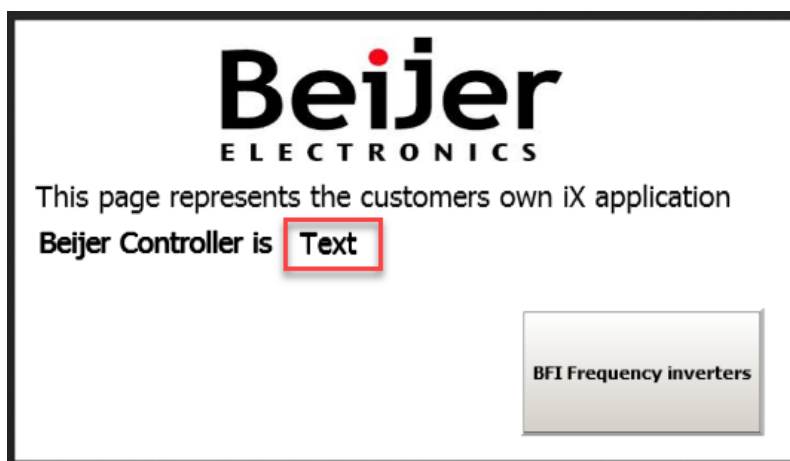 Beijer
ELECTRONICS
This page represents the customers own iX application
Beijer Controller is Text
BFI Frequency inverters